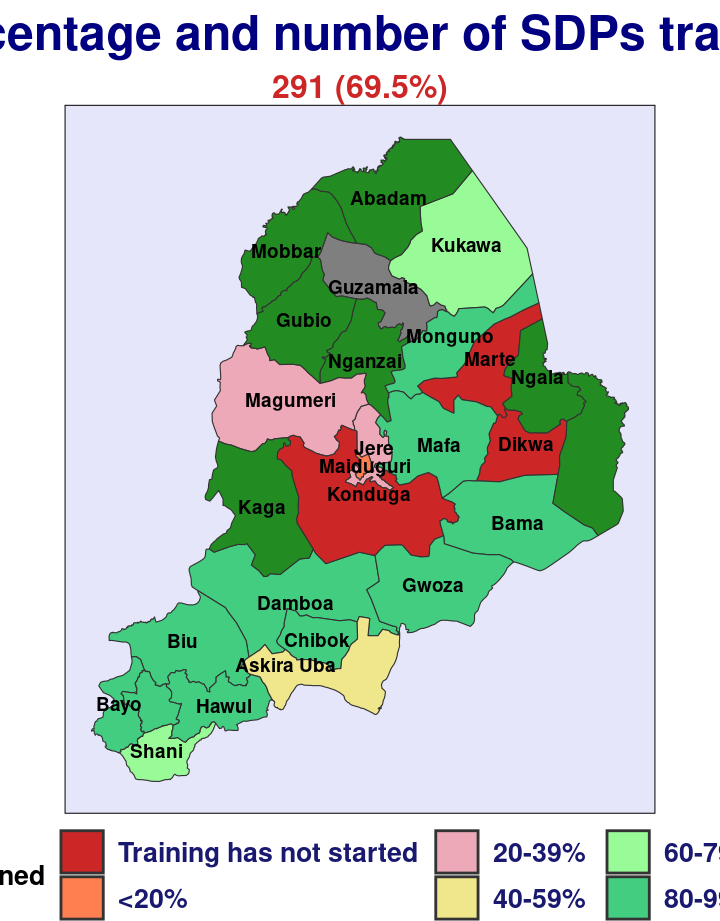 centage and number of SDPs tra
291 (69.5%)
Abadam
Kukawa
Mobbar
Guzamala
Gubio
Monguno
Nganzai
Marte
Ngala
Magumeri
Jere
Mafa
Dikwa
Maiduguri
Konduga
Kaga
Bama
Gwoza
Damboa
Biu
Chibok
Askira Uba
Bayo
Hawul
Shani
ned
Training has not started
20-39%
60-79
<20%
40-59%
80-99